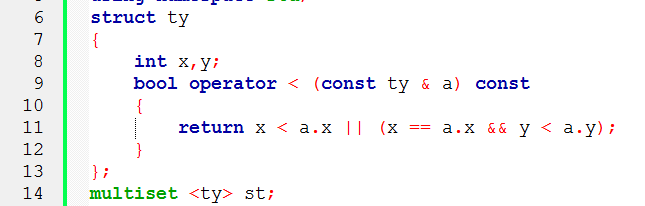 6 struct ty
7 {
8 int x,y;
9 bool operator < (const ty & a) const
10 {
11 return x < a.x || (x == a.x && y < a.y);
12 }
13 };
14 multiset <ty> st;